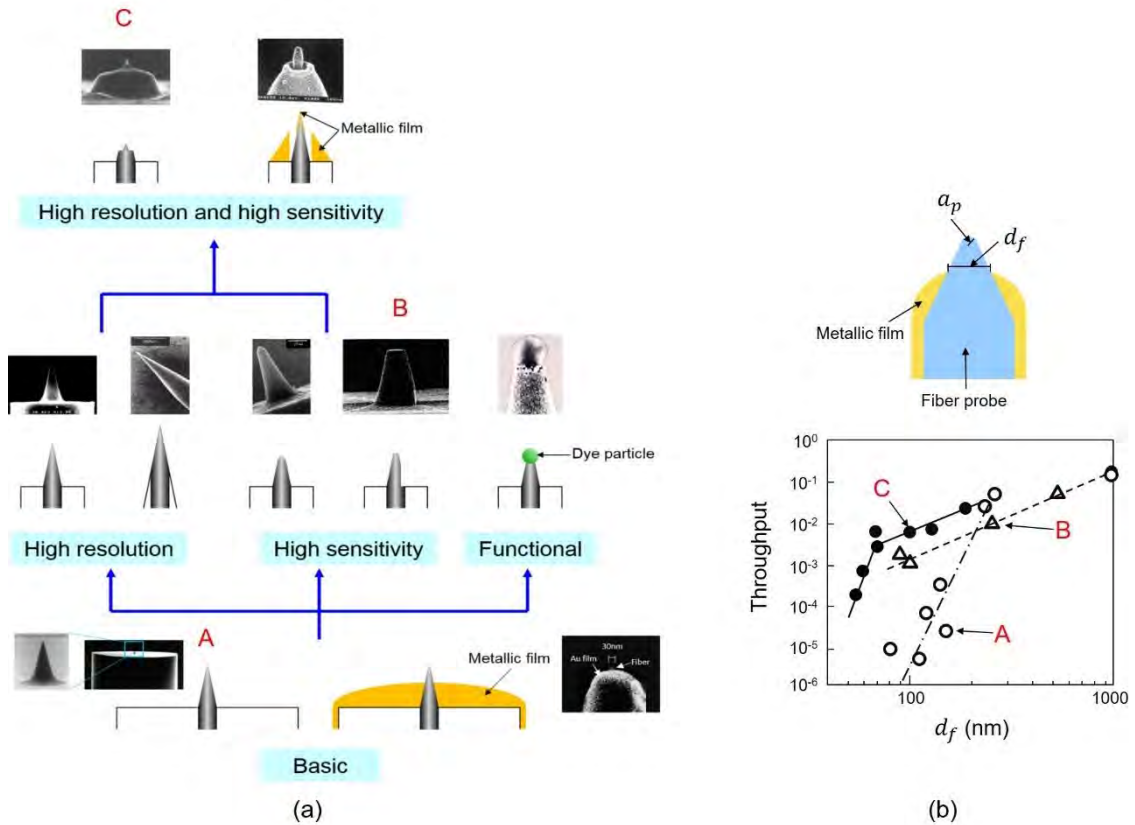 C
Metallic film
High resolution and high sensitivity
B
Dye particle
High resolution
High sensitivity
Functional
A
Metallic film
30nm
Au film
Fiber
Basic
(a)
a_p
d_f
Metallic film
Fiber probe
Throughput
10^0
10^-1
10^-2
10^-3
10^-4
10^-5
10^-6
C
B
A
100
1000
d_f (nm)
(b)